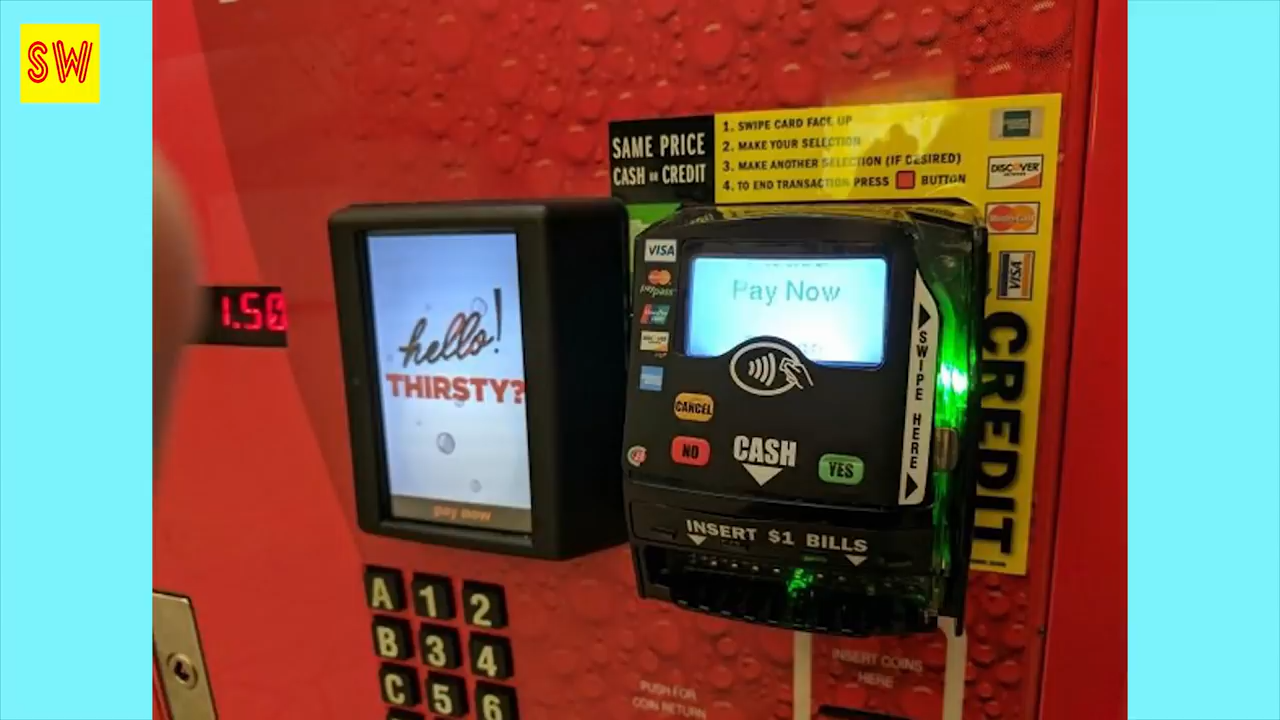 SW
SAME PRICE
CASH OR CREDIT
1. SWIPE CARD FACE UP
2. MAKE YOUR SELECTION
3. MAKE ANOTHER SELECTION (IF DESIRED)
4. TO END TRANSACTION PRESS BUTTON
DISCOVER
MasterCard
VISA
CREDIT
1.50
hello!
THIRSTY?
pay now
VISA
PayPass
Pay Now
SWIPE HERE
CANCEL
NO
CASH
YES
INSERT $1 BILLS
A 1 2
B 3 4
C 5 6
PUSH FOR
COIN RETURN
INSERT COINS
HERE